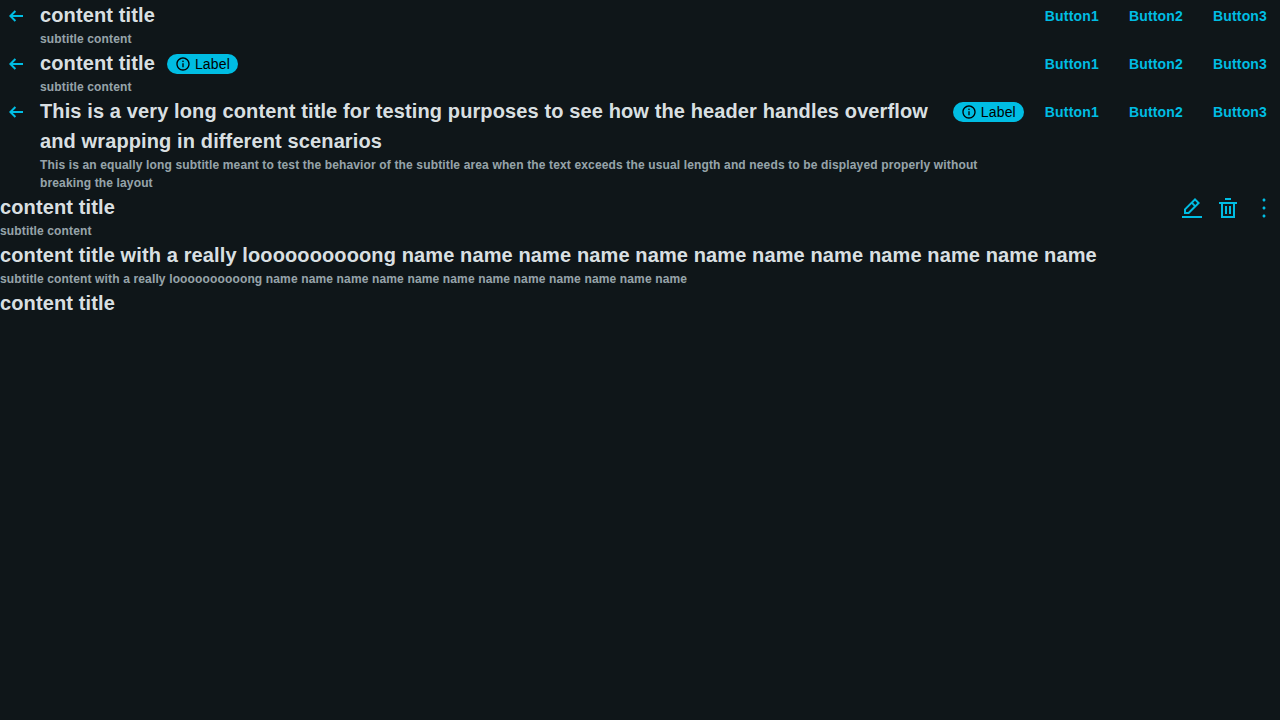 content title Button1 Button2 Button3
subtitle content
content title Label Button1 Button2 Button3
subtitle content
This is a very long content title for testing purposes to see how the header handles overflow Label Button1 Button2 Button3
and wrapping in different scenarios
This is an equally long subtitle meant to test the behavior of the subtitle area when the text exceeds the usual length and needs to be displayed properly without
breaking the layout
content title
subtitle content
content title with a really loooooooooong name name name name name name name name name name name name
subtitle content with a really loooooooooong name name name name name name name name name name name name
content title